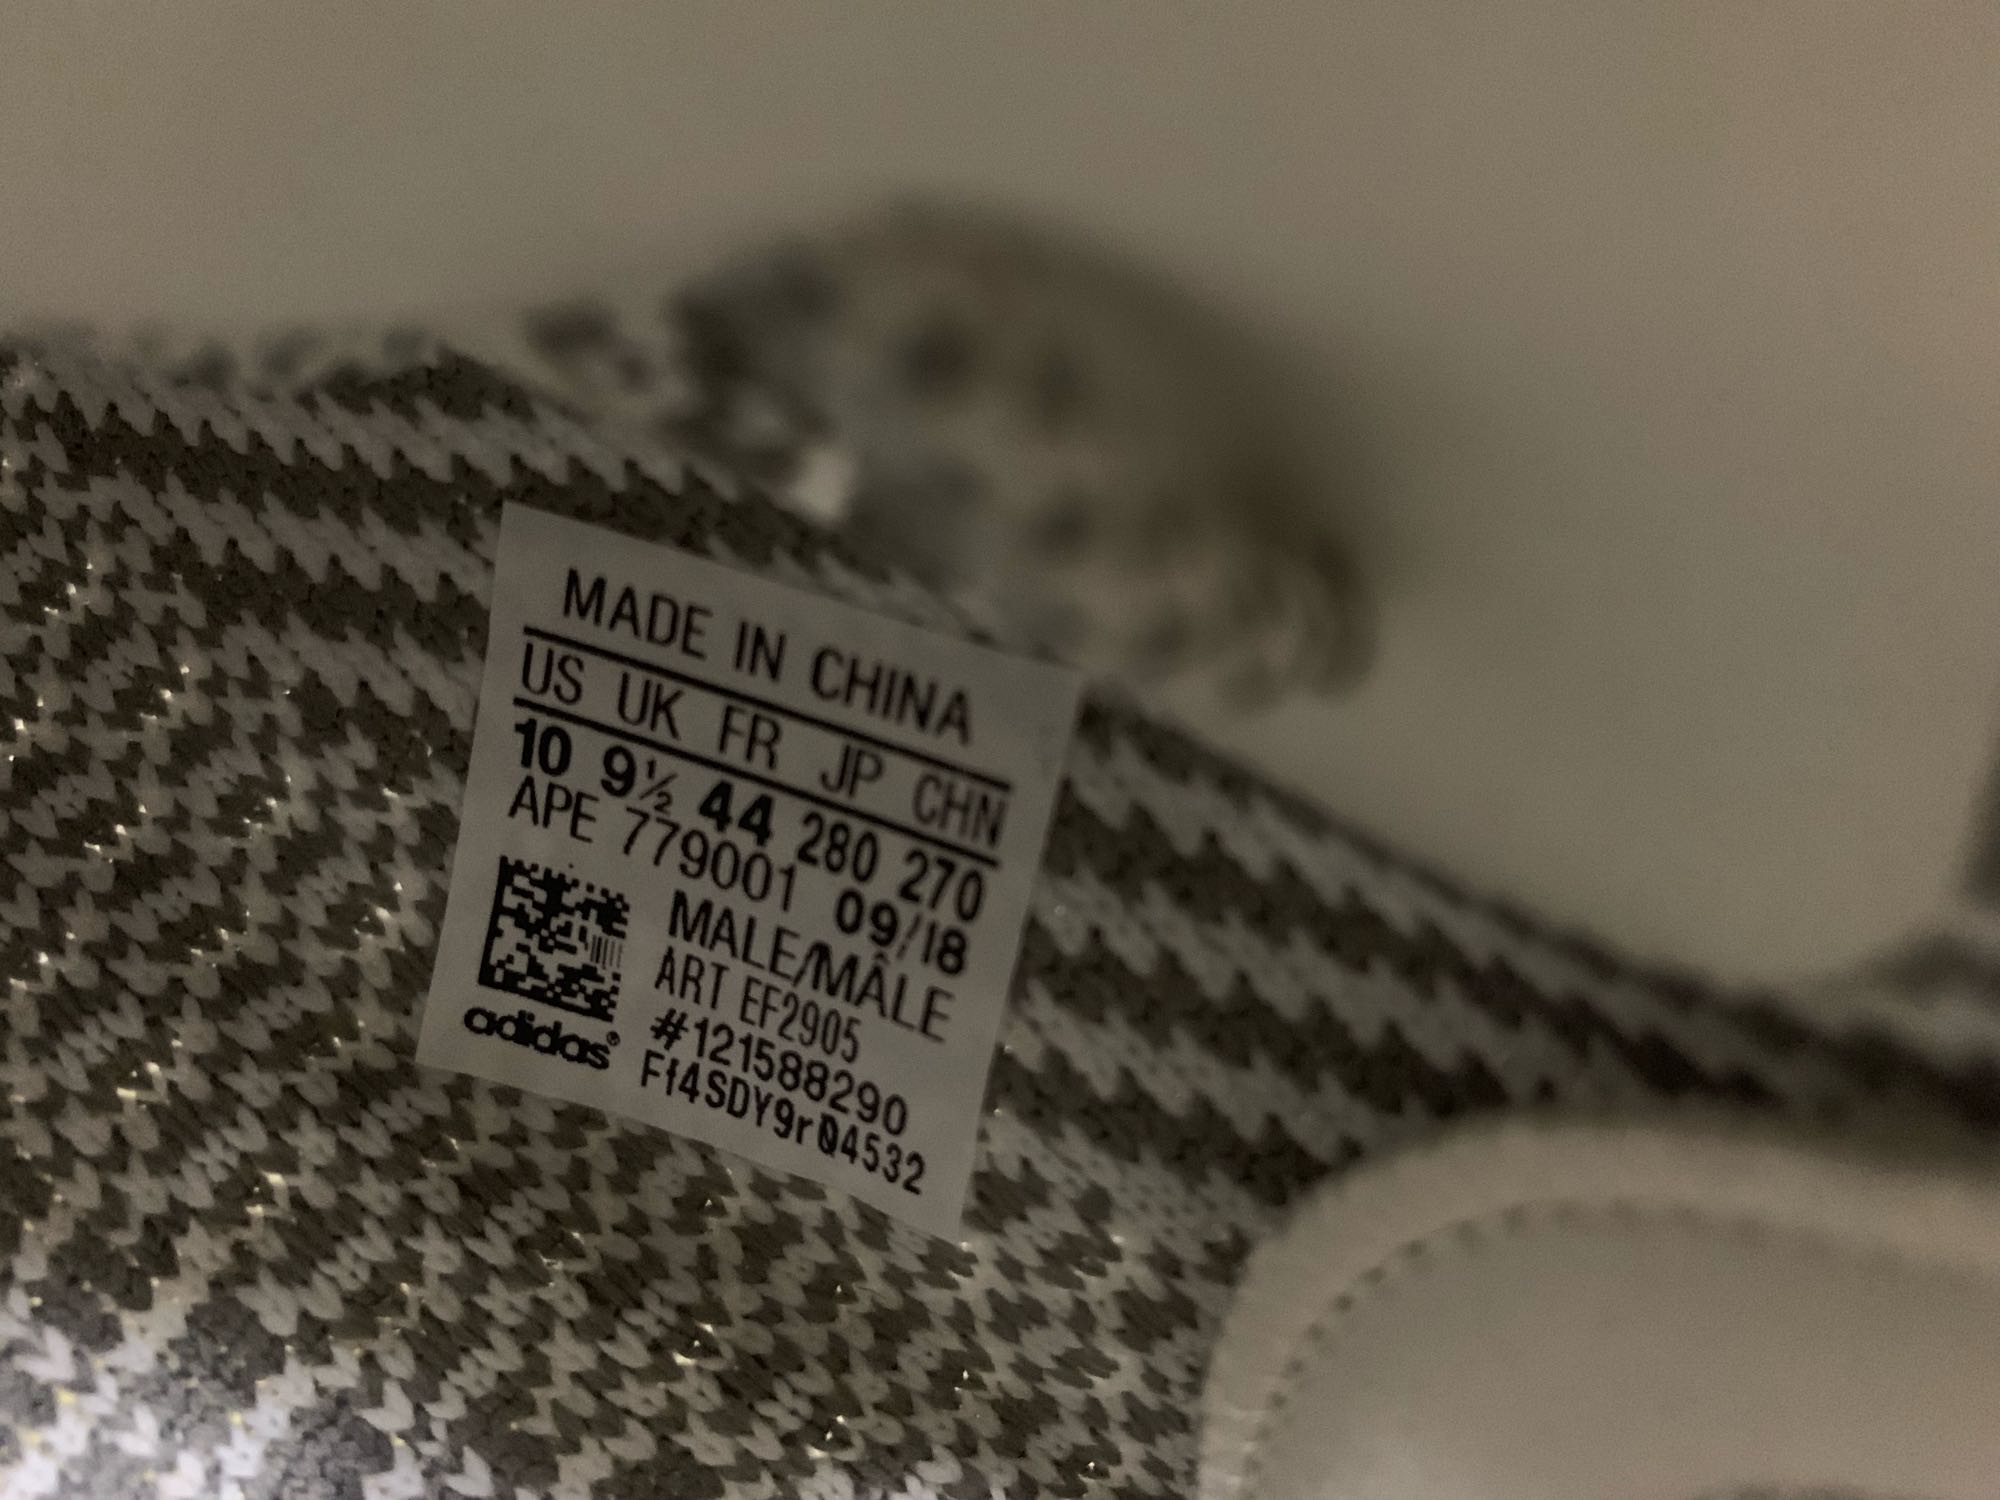 MADE IN CHINA
US UK FR JP CHN
10 9½ 44 280 270
APE 779001 09/18
MALE/MÂLE
ART EF2905
#121588290
Ff4SDY9r04532
adidas®